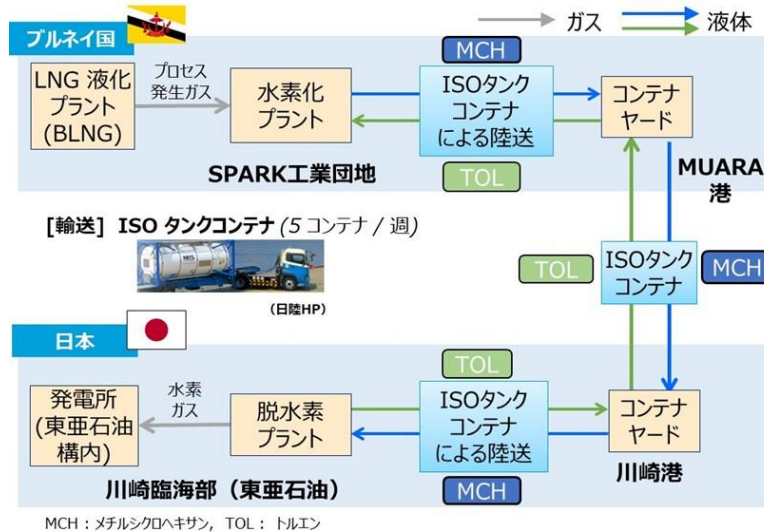 ガス
液体
ブルネイ国
MCH
LNG 液化
プラント
(BLNG)
プロセス
発生ガス
水素化
プラント
ISOタンク
コンテナ
による陸送
コンテナ
ヤード
TOL
SPARK工業団地
MUARA
港
[輸送] ISO タンクコンテナ (5 コンテナ / 週)
(日陸HP)
TOL
ISOタンク
コンテナ
MCH
日本
TOL
発電所
(東亜石油
構内)
水素
ガス
脱水素
プラント
ISOタンク
コンテナ
による陸送
コンテナ
ヤード
MCH
川崎臨海部（東亜石油）
川崎港
MCH : メチルシクロヘキサン, TOL : トルエン